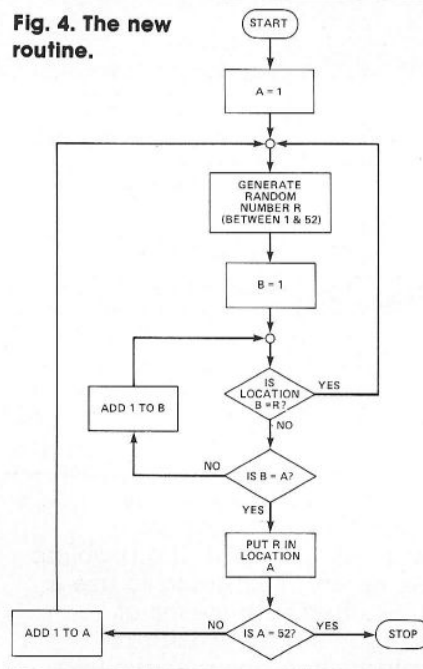 Fig. 4. The new
routine.
START
A = 1
GENERATE
RANDOM
NUMBER R
(BETWEEN 1 & 52)
B = 1
IS
LOCATION
B =R?
YES
NO
ADD 1 TO B
IS B = A?
NO
YES
PUT R IN
LOCATION
A
IS A = 52?
NO
YES
ADD 1 TO A
STOP